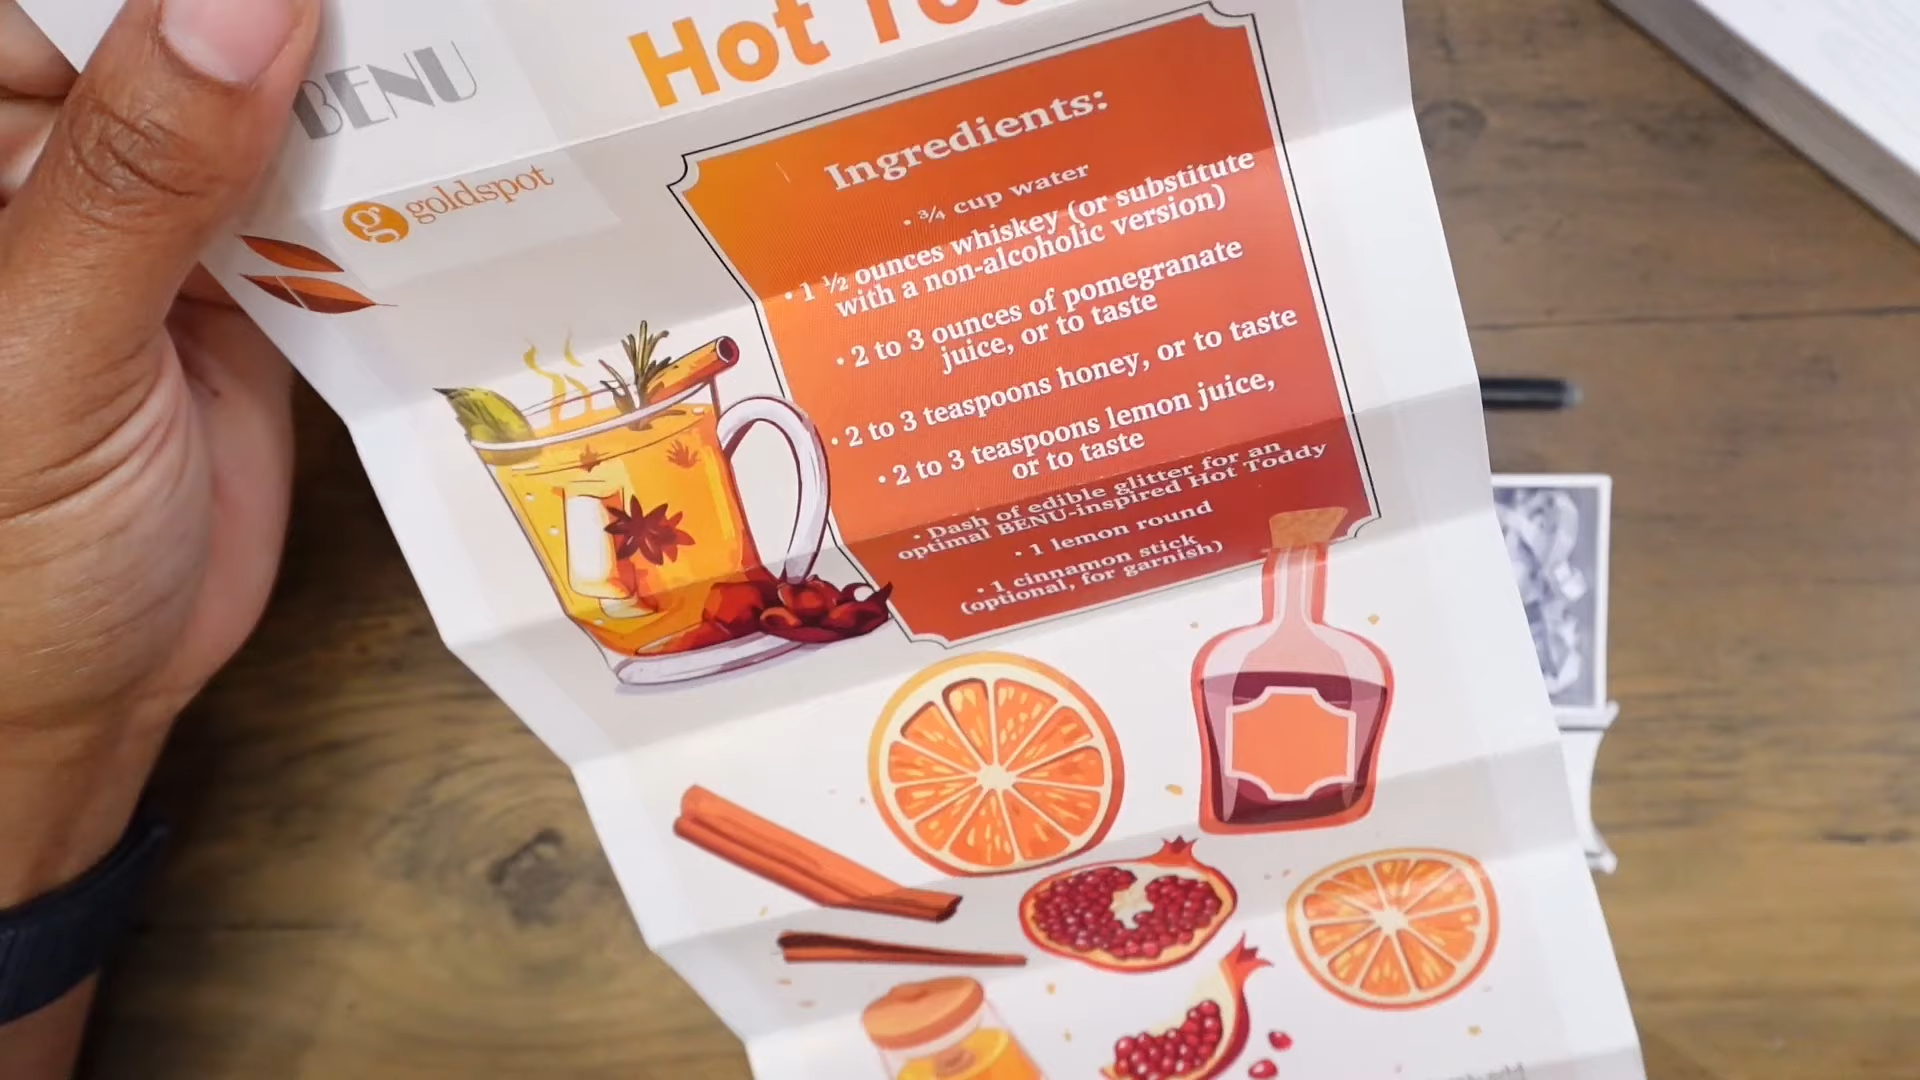 BENU
Hot
g goldspot
Ingredients:
• ¾ cup water
• 1 ½ ounces whiskey (or substitute
with a non-alcoholic version)
• 2 to 3 ounces of pomegranate
juice, or to taste
• 2 to 3 teaspoons honey, or to taste
• 2 to 3 teaspoons lemon juice,
or to taste
• Dash of edible glitter for an
optimal BENU-inspired Hot Toddy
• 1 lemon round
• 1 cinnamon stick
(optional, for garnish)